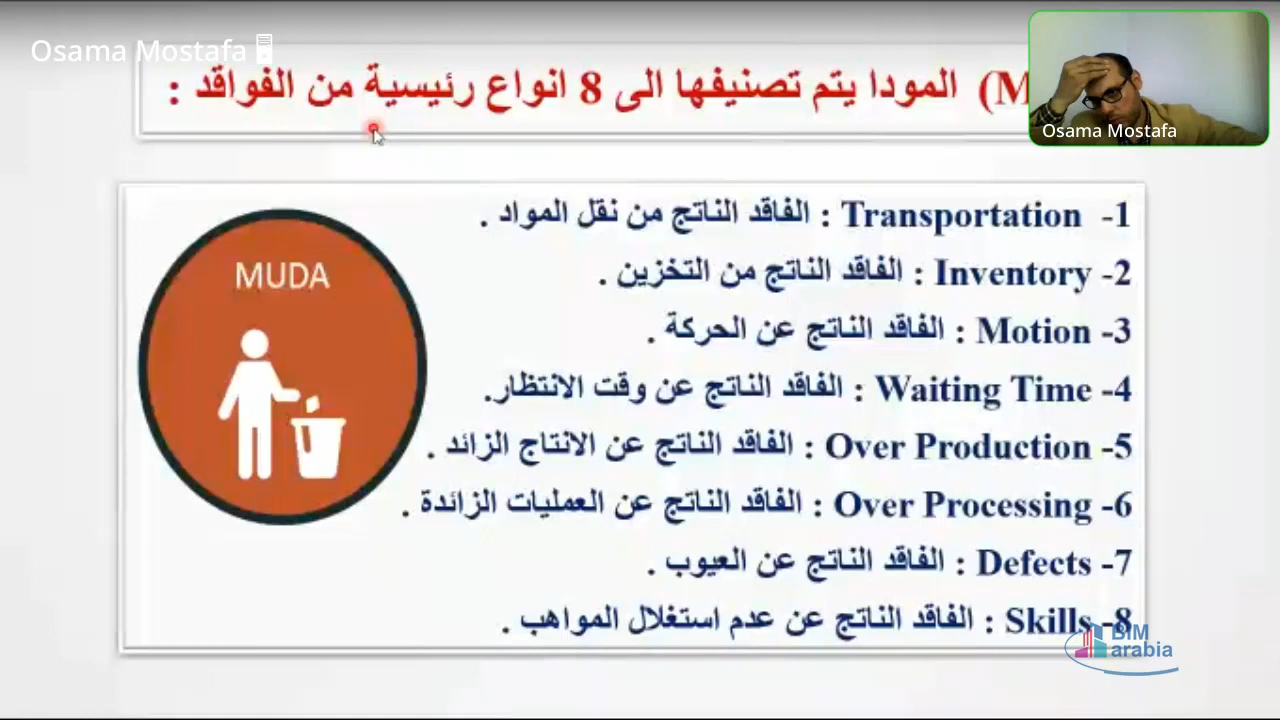 Osama Mostafa
(M المودا يتم تصنيفها الى 8 انواع رئيسية من الفواقد :
Osama Mostafa
MUDA
1- Transportation : الفاقد الناتج من نقل المواد .
2- Inventory : الفاقد الناتج من التخزين .
3- Motion : الفاقد الناتج عن الحركة .
4- Waiting Time : الفاقد الناتج عن وقت الانتظار.
5- Over Production : الفاقد الناتج عن الانتاج الزائد .
6- Over Processing : الفاقد الناتج عن العمليات الزائدة .
7- Defects : الفاقد الناتج عن العيوب .
8- Skills : الفاقد الناتج عن عدم استغلال المواهب .
BIM
arabia